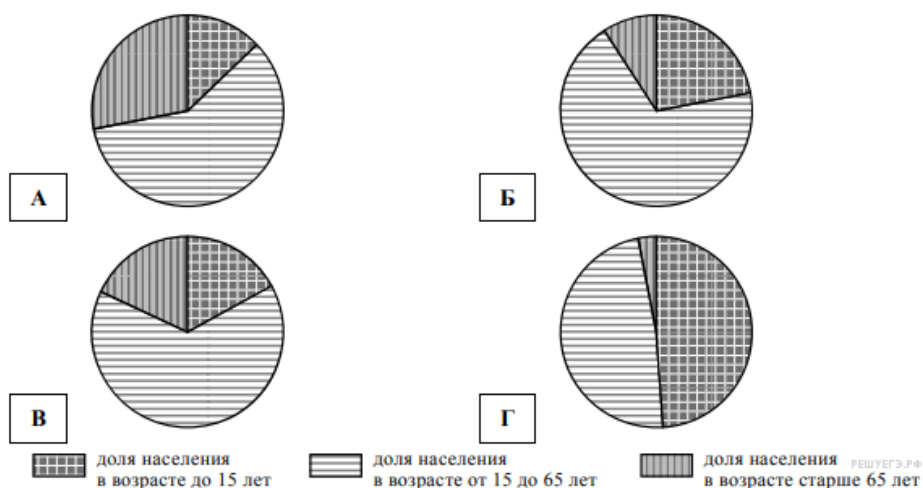 А
Б
В
Г
доля населения
в возрасте до 15 лет
доля населения
в возрасте от 15 до 65 лет
доля населения
в возрасте старше 65 лет
РЕШУЕГЭ.РФ